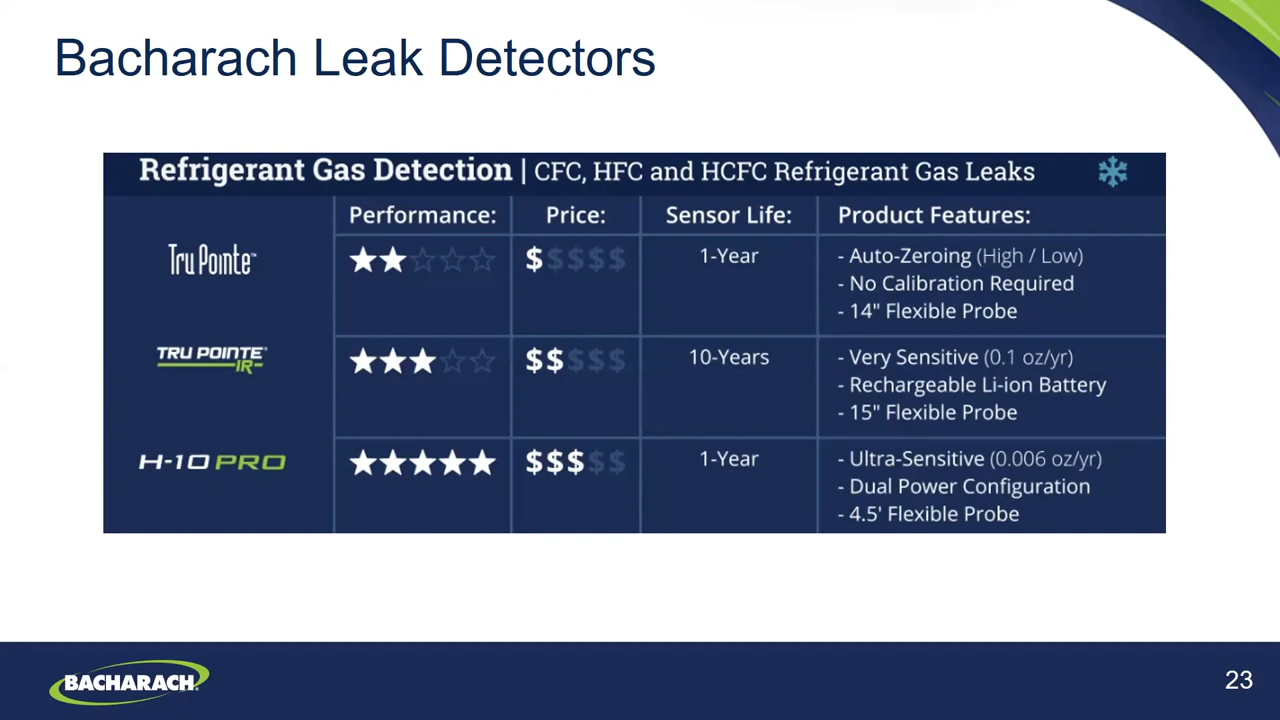 Bacharach Leak Detectors
Refrigerant Gas Detection | CFC, HFC and HCFC Refrigerant Gas Leaks
Performance: Price: Sensor Life: Product Features:
Tru Pointe™ ★★☆☆☆ $$$$$ 1-Year - Auto-Zeroing (High / Low)
- No Calibration Required
- 14" Flexible Probe
TRU POINTE® IR ★★★☆☆ $$$$$ 10-Years - Very Sensitive (0.1 oz/yr)
- Rechargeable Li-ion Battery
- 15" Flexible Probe
H-10 PRO ★★★★★ $$$$$ 1-Year - Ultra-Sensitive (0.006 oz/yr)
- Dual Power Configuration
- 4.5' Flexible Probe
BACHARACH®
23